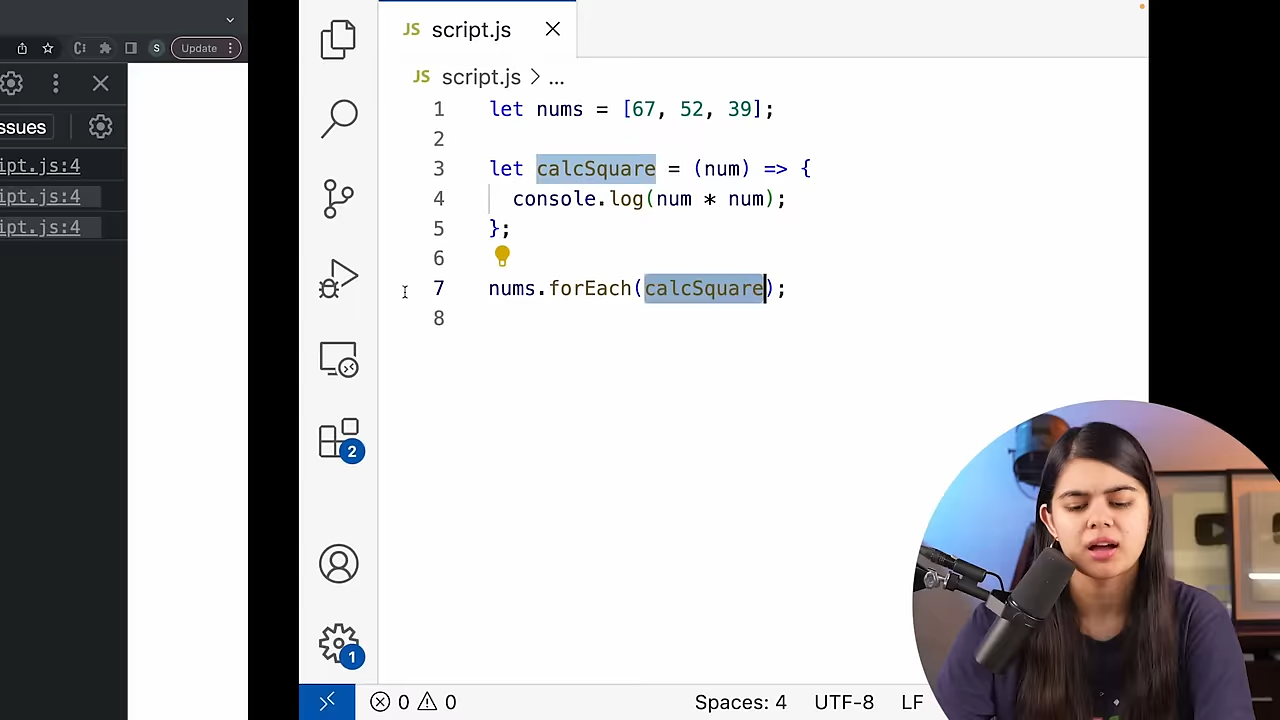 Update
ssues
ipt.js:4
ipt.js:4
ipt.js:4
JS script.js
JS script.js > ...
1 let nums = [67, 52, 39];
2
3 let calcSquare = (num) => {
4 console.log(num * num);
5 };
6
7 nums.forEach(calcSquare);
8
2
1
0 0
Spaces: 4 UTF-8 LF
S